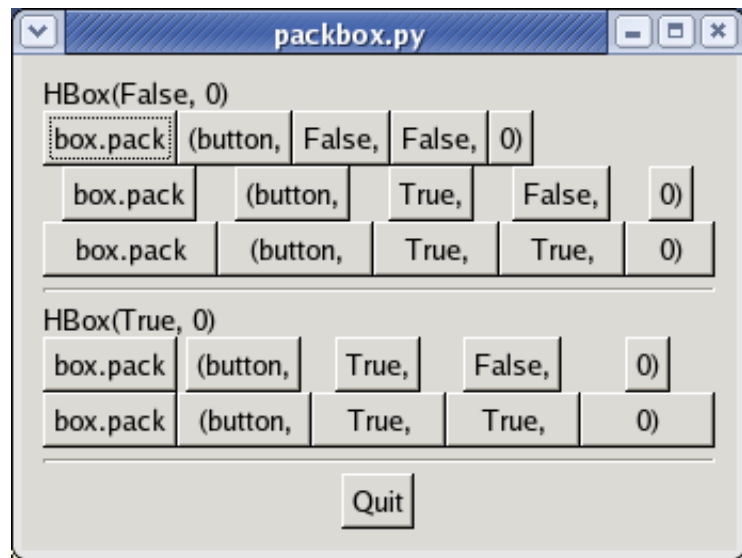 packbox.py
HBox(False, 0)
box.pack (button, False, False, 0)
box.pack (button, True, False, 0)
box.pack (button, True, True, 0)
HBox(True, 0)
box.pack (button, True, False, 0)
box.pack (button, True, True, 0)
Quit